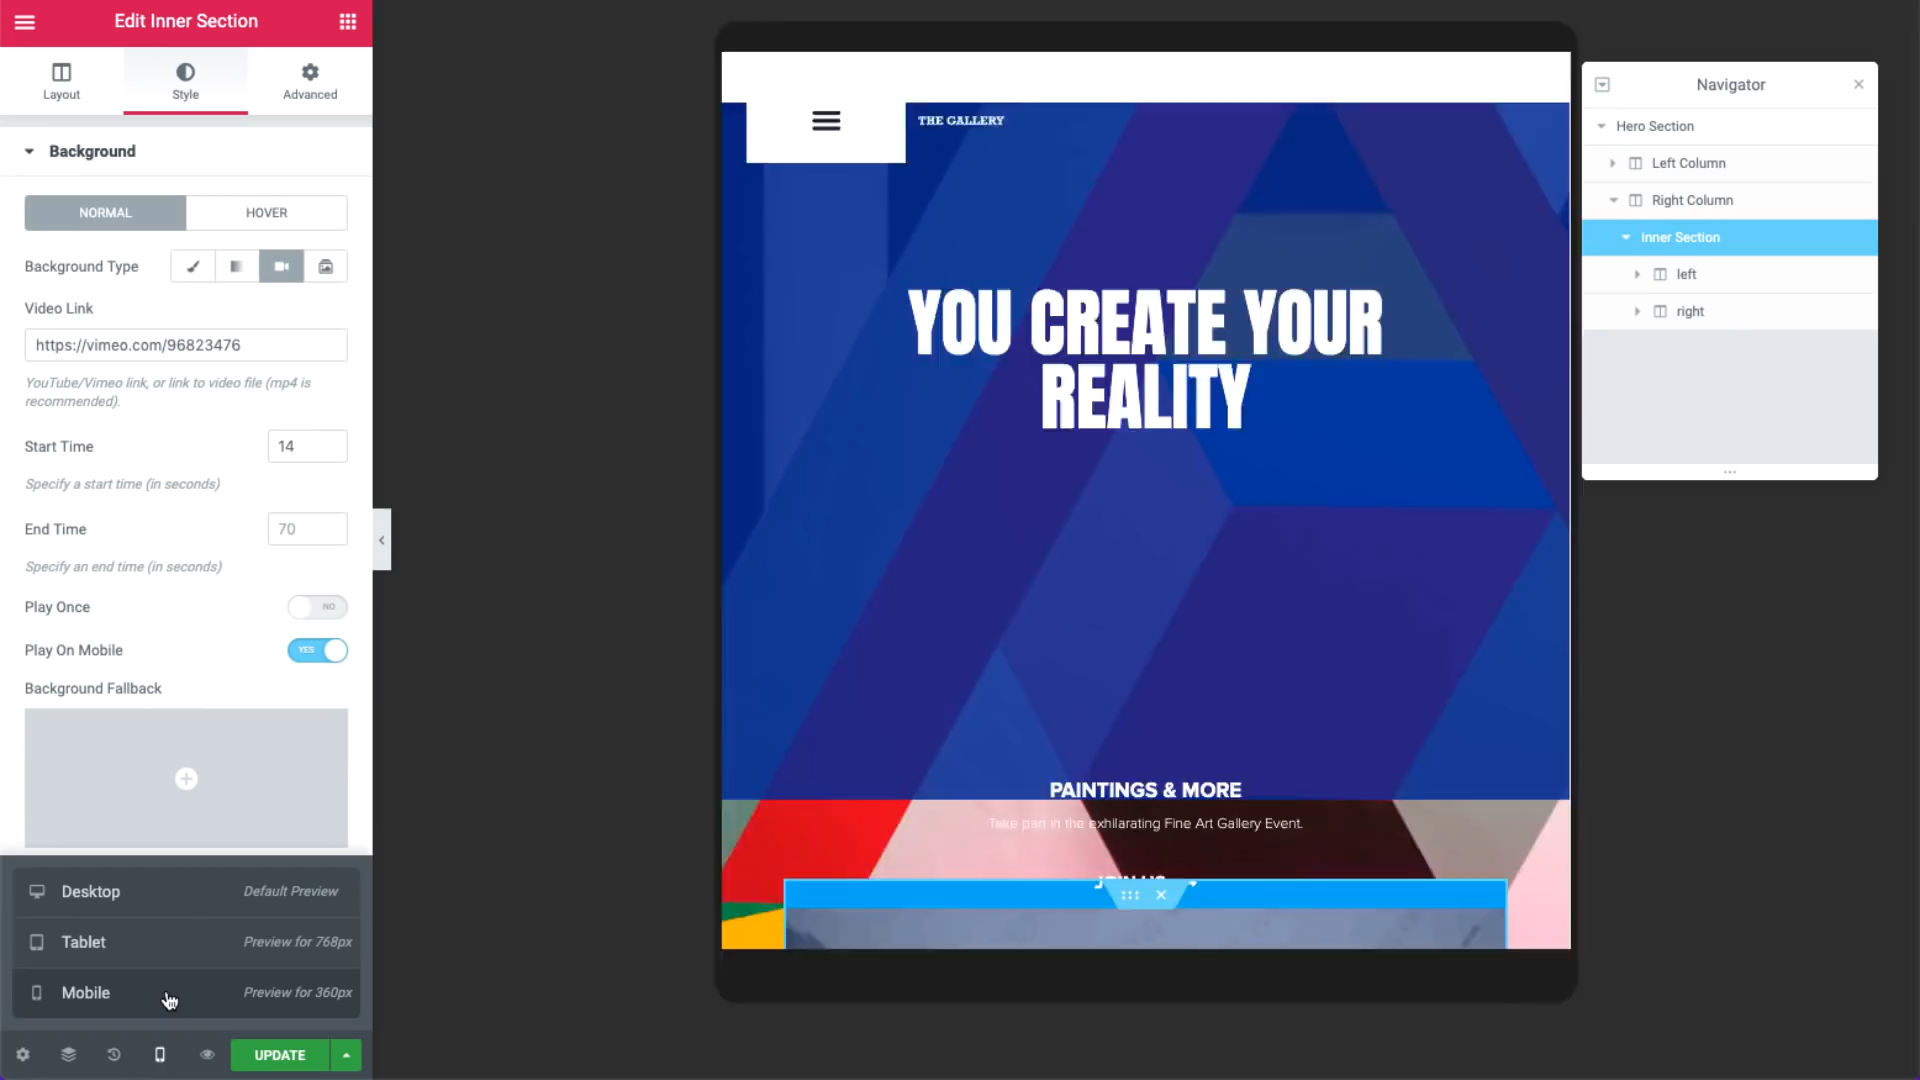 Edit Inner Section
Layout
Style
Advanced
Background
NORMAL
HOVER
Background Type
Video Link
https://vimeo.com/96823476
YouTube/Vimeo link, or link to video file (mp4 is
recommended).
Start Time
14
Specify a start time (in seconds)
End Time
70
Specify an end time (in seconds)
Play Once
NO
Play On Mobile
YES
Background Fallback
Desktop
Default Preview
Tablet
Preview for 768px
Mobile
Preview for 360px
UPDATE
THE GALLERY
YOU CREATE YOUR
REALITY
PAINTINGS & MORE
Take part in the exhilarating Fine Art Gallery Event.
Navigator
Hero Section
Left Column
Right Column
Inner Section
left
right